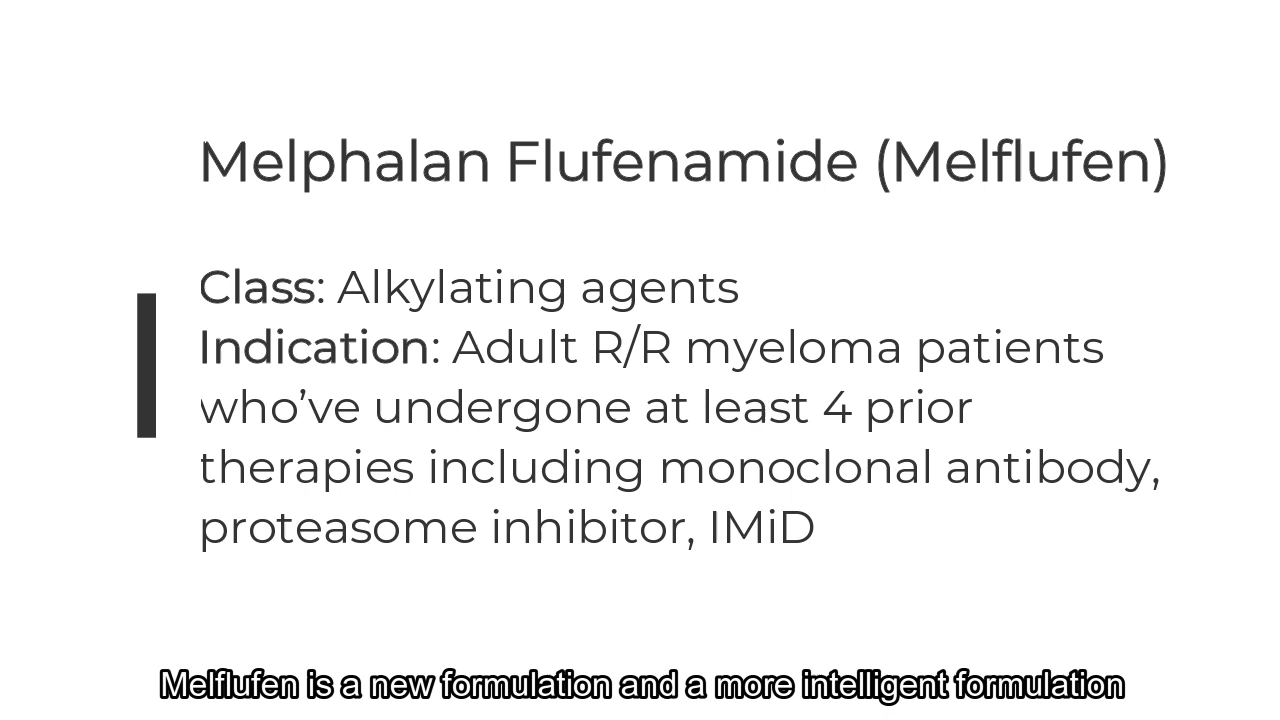 Melphalan Flufenamide (Melflufen)
Class: Alkylating agents
Indication: Adult R/R myeloma patients
who’ve undergone at least 4 prior
therapies including monoclonal antibody,
proteasome inhibitor, IMiD
Melflufen is a new formulation and a more intelligent formulation